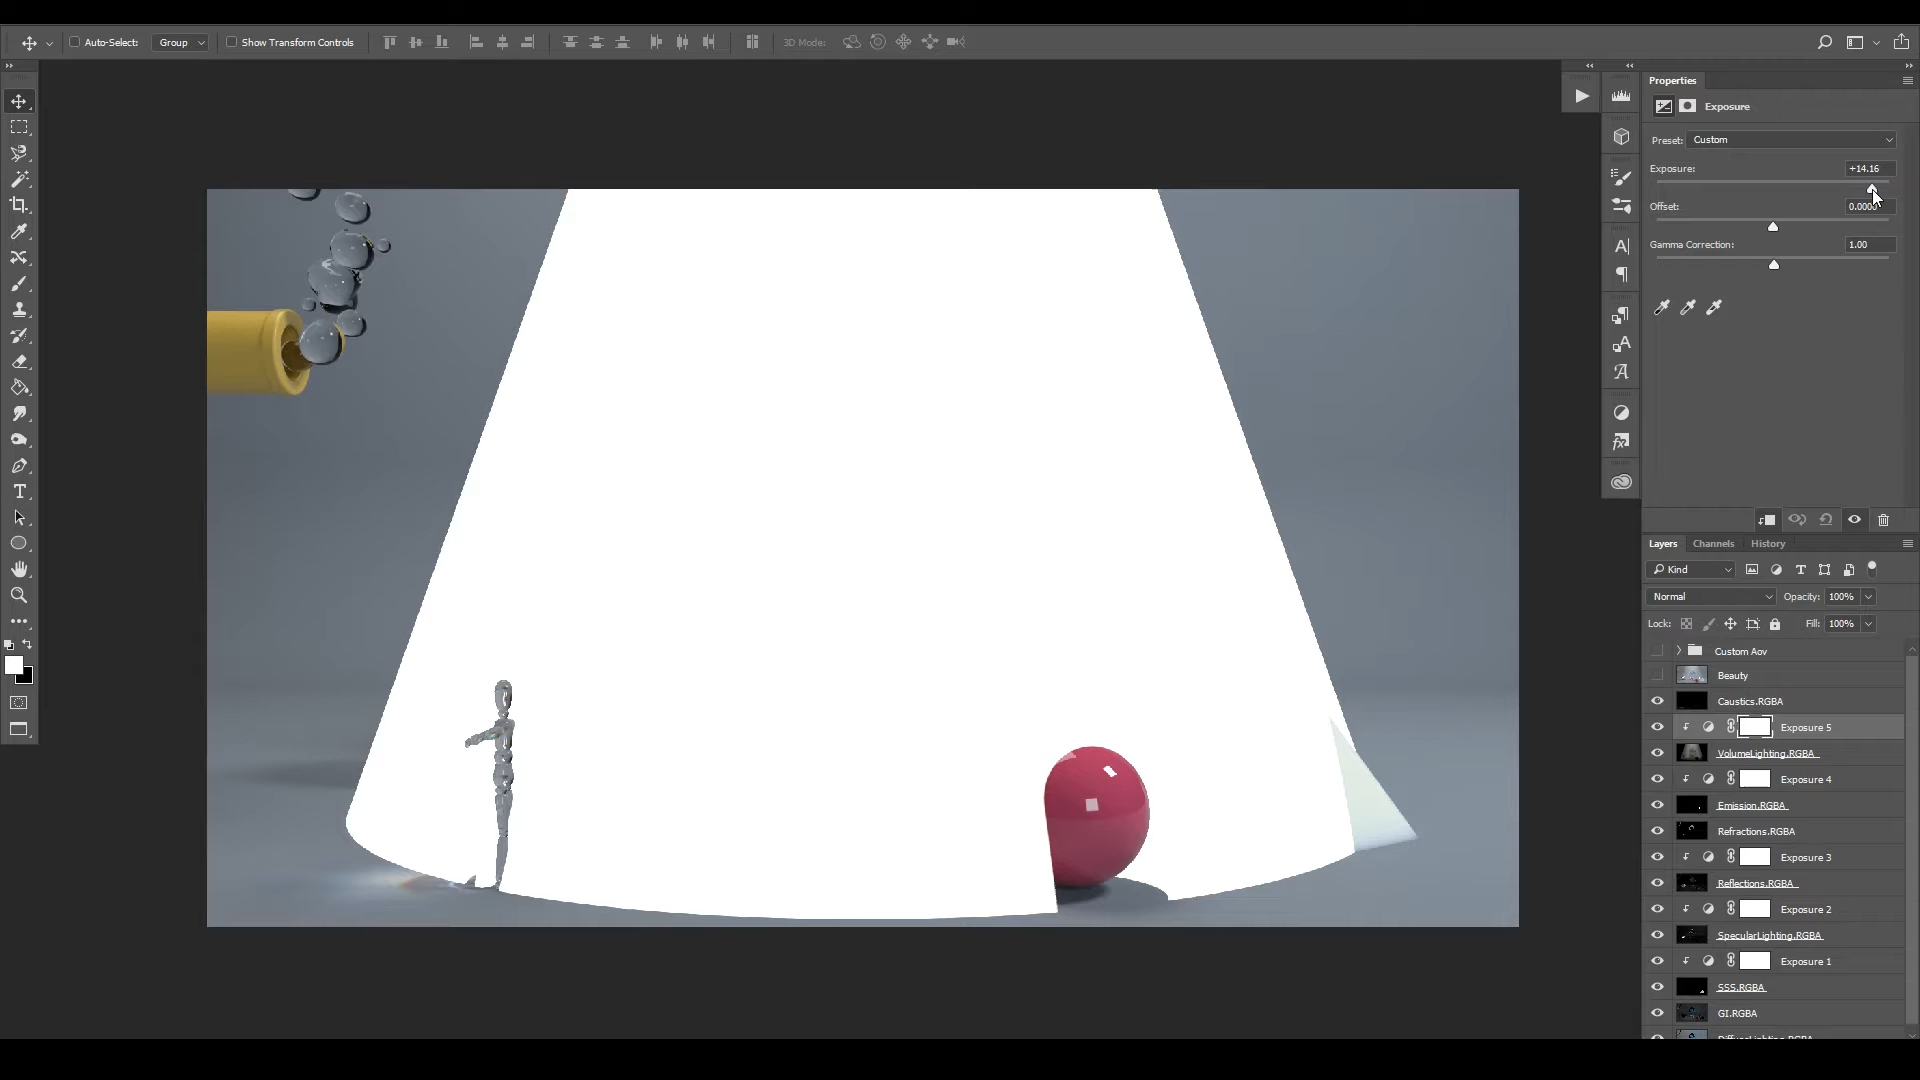 Auto-Select:
Group
Show Transform Controls
3D Mode:
Properties
Exposure
Preset:
Custom
Exposure:
+14.16
Offset:
0.0000
Gamma Correction:
1.00
Layers
Channels
History
Kind
Normal
Opacity:
100%
Lock:
Fill:
100%
Custom Aov
Beauty
Caustics.RGBA
Exposure 5
VolumeLighting.RGBA
Exposure 4
Emission.RGBA
Refractions.RGBA
Exposure 3
Reflections.RGBA
Exposure 2
SpecularLighting.RGBA
Exposure 1
SSS.RGBA
GI.RGBA